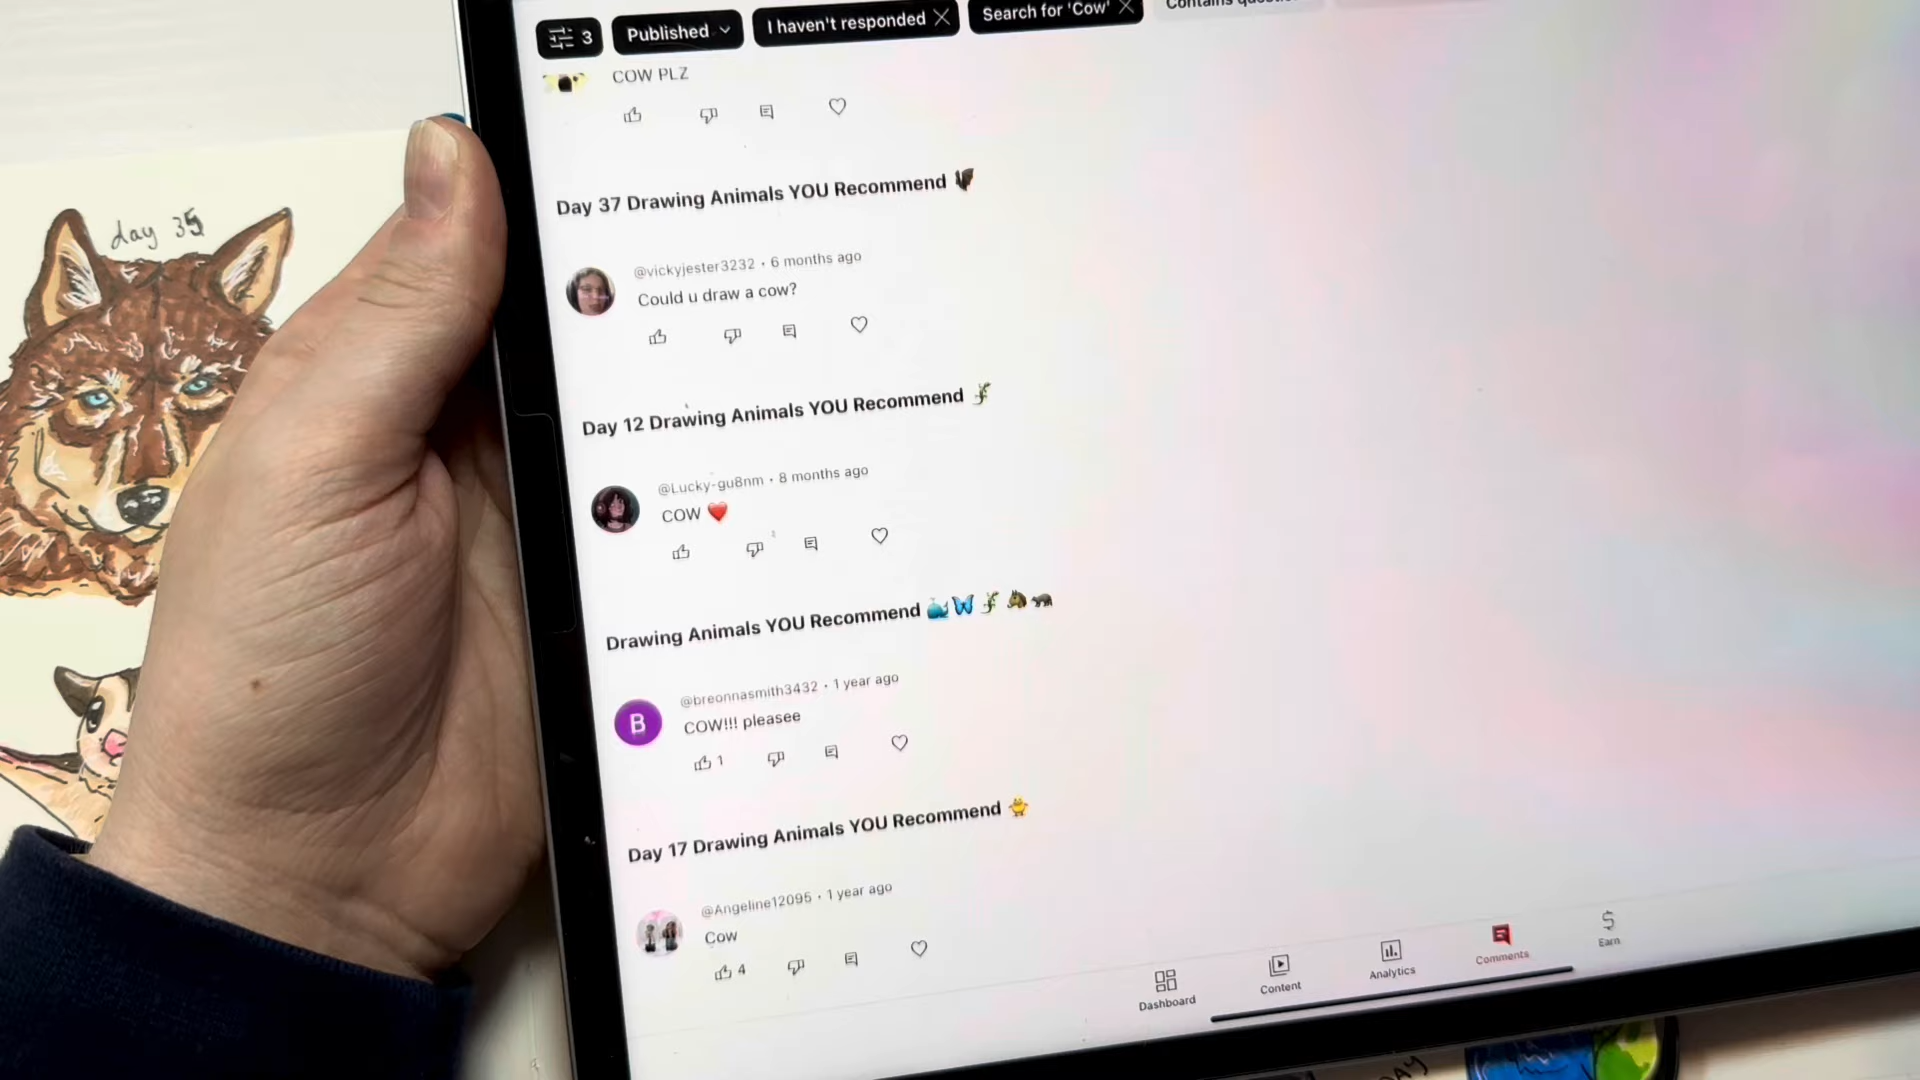 3
Published
I haven't responded
Search for 'Cow'
COW PLZ
day 35
Day 37 Drawing Animals YOU Recommend
@vickyjester3232 · 6 months ago
Could u draw a cow?
Day 12 Drawing Animals YOU Recommend
@Lucky-gu8nm · 8 months ago
COW ❤️
Drawing Animals YOU Recommend
@breonnasmith3432 · 1 year ago
B
COW!!! pleasee
1
Day 17 Drawing Animals YOU Recommend
@Angeline12095 · 1 year ago
Cow
4
Dashboard
Content
Analytics
Comments
Earn